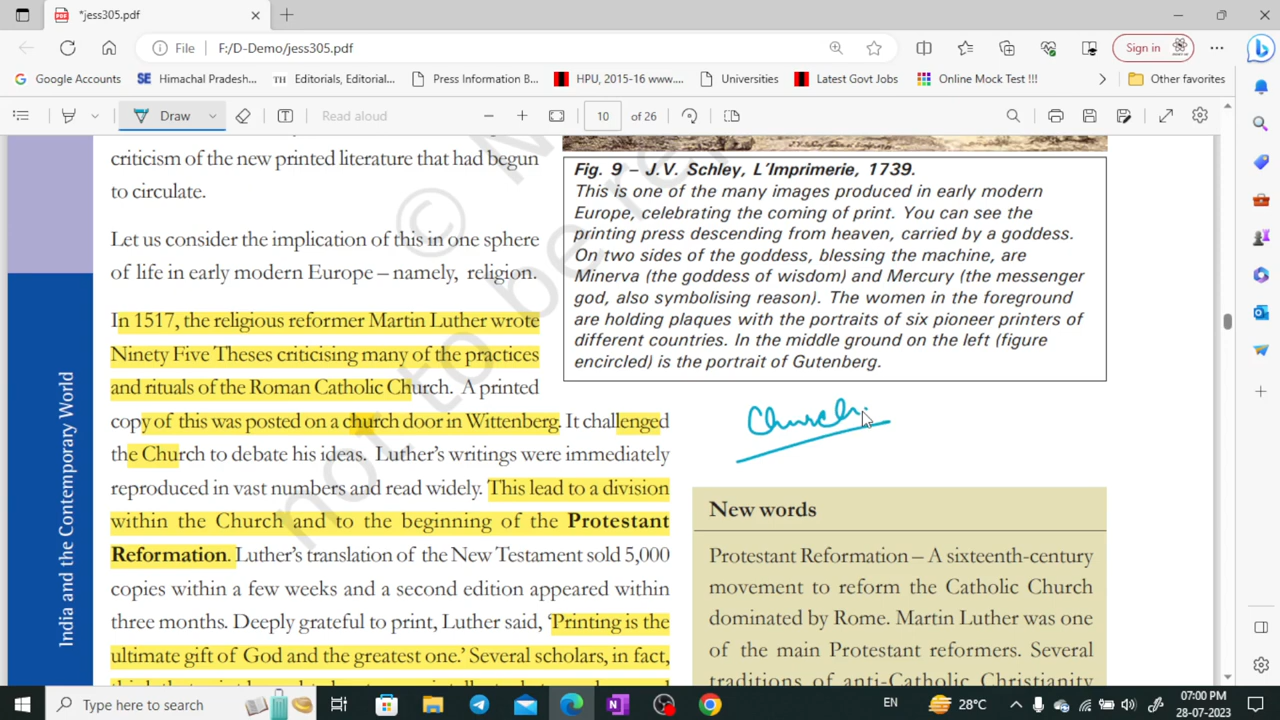 *jess305.pdf
File F:/D-Demo/jess305.pdf
Sign in
Google Accounts
SE Himachal Pradesh...
TH Editorials, Editorial...
Press Information B...
HPU, 2015-16 www....
Universities
Latest Govt Jobs
Online Mock Test !!!
Other favorites
Draw
Read aloud
10 of 26
criticism of the new printed literature that had begun
to circulate.
Let us consider the implication of this in one sphere
of life in early modern Europe – namely, religion.
In 1517, the religious reformer Martin Luther wrote
Ninety Five Theses criticising many of the practices
and rituals of the Roman Catholic Church. A printed
copy of this was posted on a church door in Wittenberg. It challenged
the Church to debate his ideas. Luther's writings were immediately
reproduced in vast numbers and read widely. This lead to a division
within the Church and to the beginning of the Protestant
Reformation. Luther's translation of the New Testament sold 5,000
copies within a few weeks and a second edition appeared within
three months. Deeply grateful to print, Luther said, 'Printing is the
ultimate gift of God and the greatest one.' Several scholars, in fact,
Fig. 9 – J.V. Schley, L'Imprimerie, 1739.
This is one of the many images produced in early modern
Europe, celebrating the coming of print. You can see the
printing press descending from heaven, carried by a goddess.
On two sides of the goddess, blessing the machine, are
Minerva (the goddess of wisdom) and Mercury (the messenger
god, also symbolising reason). The women in the foreground
are holding plaques with the portraits of six pioneer printers of
different countries. In the middle ground on the left (figure
encircled) is the portrait of Gutenberg.
Church
New words
Protestant Reformation – A sixteenth-century
movement to reform the Catholic Church
dominated by Rome. Martin Luther was one
of the main Protestant reformers. Several
traditions of anti-Catholic Christianity
India and the Contemporary World
© N
not to be re
Type here to search
28°C
EN
07:00 PM
28-07-2023